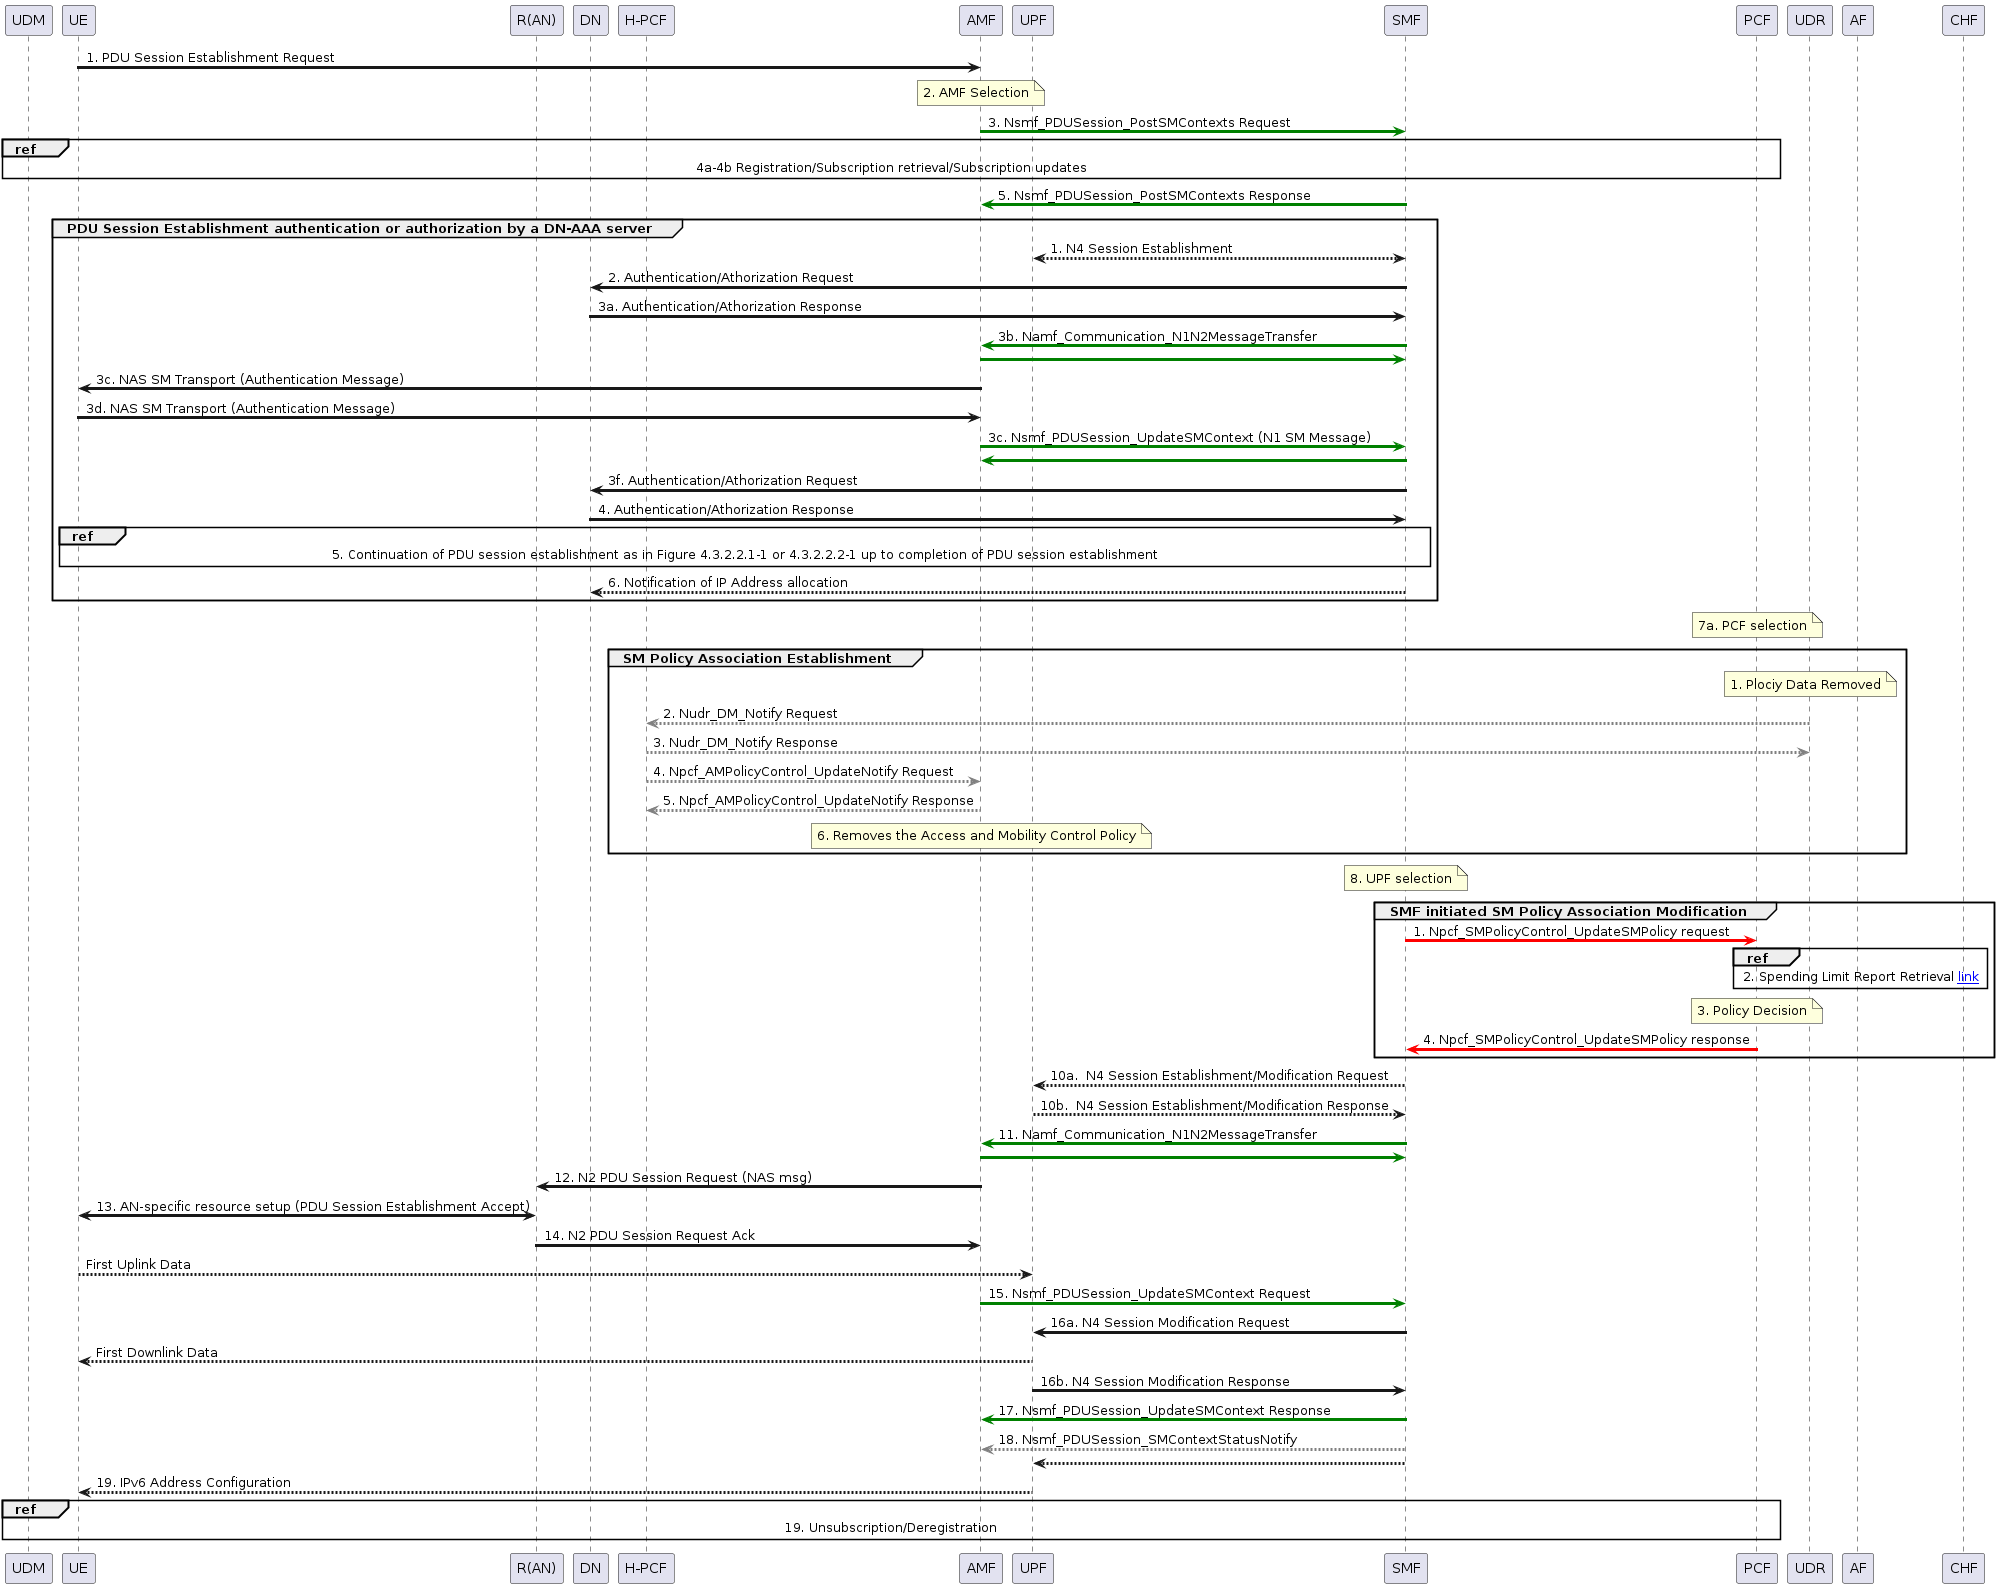 UDM UE R(AN) DN H-PCF AMF UPF SMF PCF UDR AF CHF
1. PDU Session Establishment Request
2. AMF Selection
3. Nsmf_PDUSession_PostSMContexts Request
ref
4a-4b Registration/Subscription retrieval/Subscription updates
5. Nsmf_PDUSession_PostSMContexts Response
PDU Session Establishment authentication or authorization by a DN-AAA server
1. N4 Session Establishment
2. Authentication/Athorization Request
3a. Authentication/Athorization Response
3b. Namf_Communication_N1N2MessageTransfer
3c. NAS SM Transport (Authentication Message)
3d. NAS SM Transport (Authentication Message)
3c. Nsmf_PDUSession_UpdateSMContext (N1 SM Message)
3f. Authentication/Athorization Request
4. Authentication/Athorization Response
ref
5. Continuation of PDU session establishment as in Figure 4.3.2.2.1-1 or 4.3.2.2.2-1 up to completion of PDU session establishment
6. Notification of IP Address allocation
7a. PCF selection
SM Policy Association Establishment
1. Plociy Data Removed
2. Nudr_DM_Notify Request
3. Nudr_DM_Notify Response
4. Npcf_AMPolicyControl_UpdateNotify Request
5. Npcf_AMPolicyControl_UpdateNotify Response
6. Removes the Access and Mobility Control Policy
8. UPF selection
SMF initiated SM Policy Association Modification
1. Npcf_SMPolicyControl_UpdateSMPolicy request
ref
2. Spending Limit Report Retrieval link
3. Policy Decision
4. Npcf_SMPolicyControl_UpdateSMPolicy response
10a. N4 Session Establishment/Modification Request
10b. N4 Session Establishment/Modification Response
11. Namf_Communication_N1N2MessageTransfer
12. N2 PDU Session Request (NAS msg)
13. AN-specific resource setup (PDU Session Establishment Accept)
14. N2 PDU Session Request Ack
First Uplink Data
15. Nsmf_PDUSession_UpdateSMContext Request
16a. N4 Session Modification Request
First Downlink Data
16b. N4 Session Modification Response
17. Nsmf_PDUSession_UpdateSMContext Response
18. Nsmf_PDUSession_SMContextStatusNotify
19. IPv6 Address Configuration
ref
19. Unsubscription/Deregistration
UDM UE R(AN) DN H-PCF AMF UPF SMF PCF UDR AF CHF